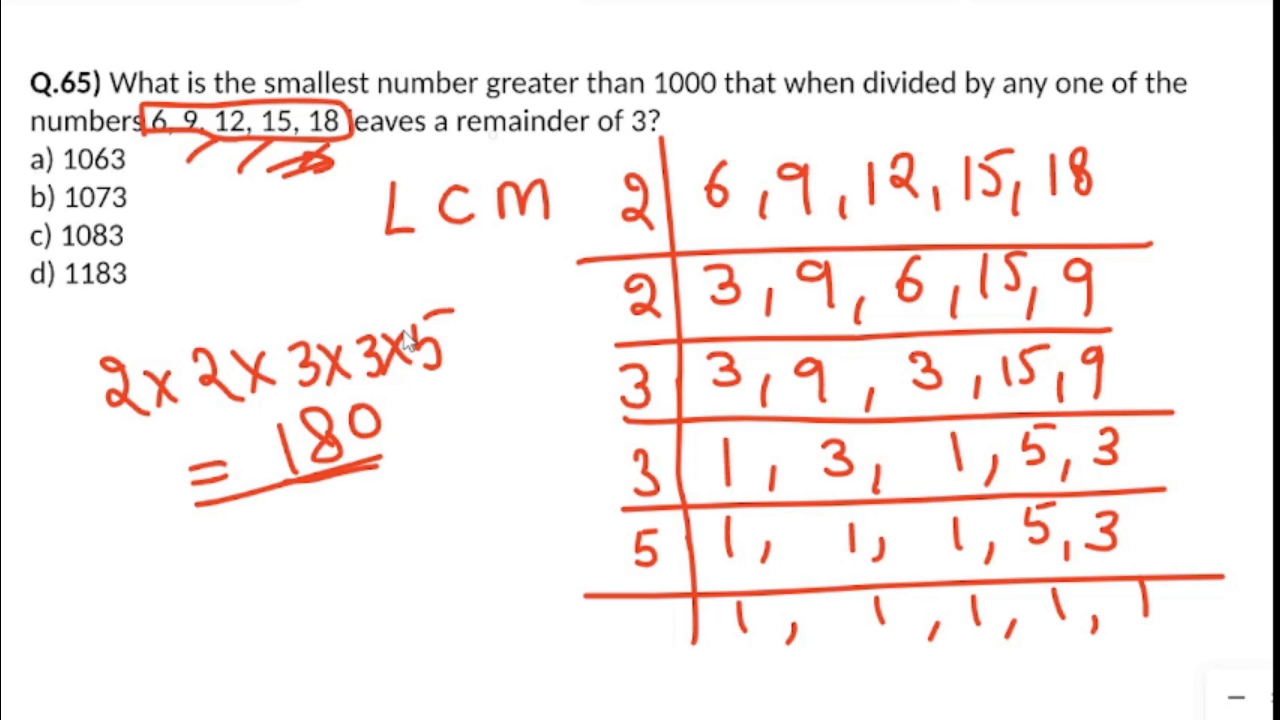 Q.65) What is the smallest number greater than 1000 that when divided by any one of the
numbers 6, 9, 12, 15, 18 leaves a remainder of 3?
a) 1063
b) 1073
c) 1083
d) 1183
LCM
2 6, 9, 12, 15, 18
2 3, 9, 6, 15, 9
3 3, 9, 3, 15, 9
3 1, 3, 1, 5, 3
5 1, 1, 1, 5, 3
1, 1, 1, 1, 1
2x2x3x3x5
= 180